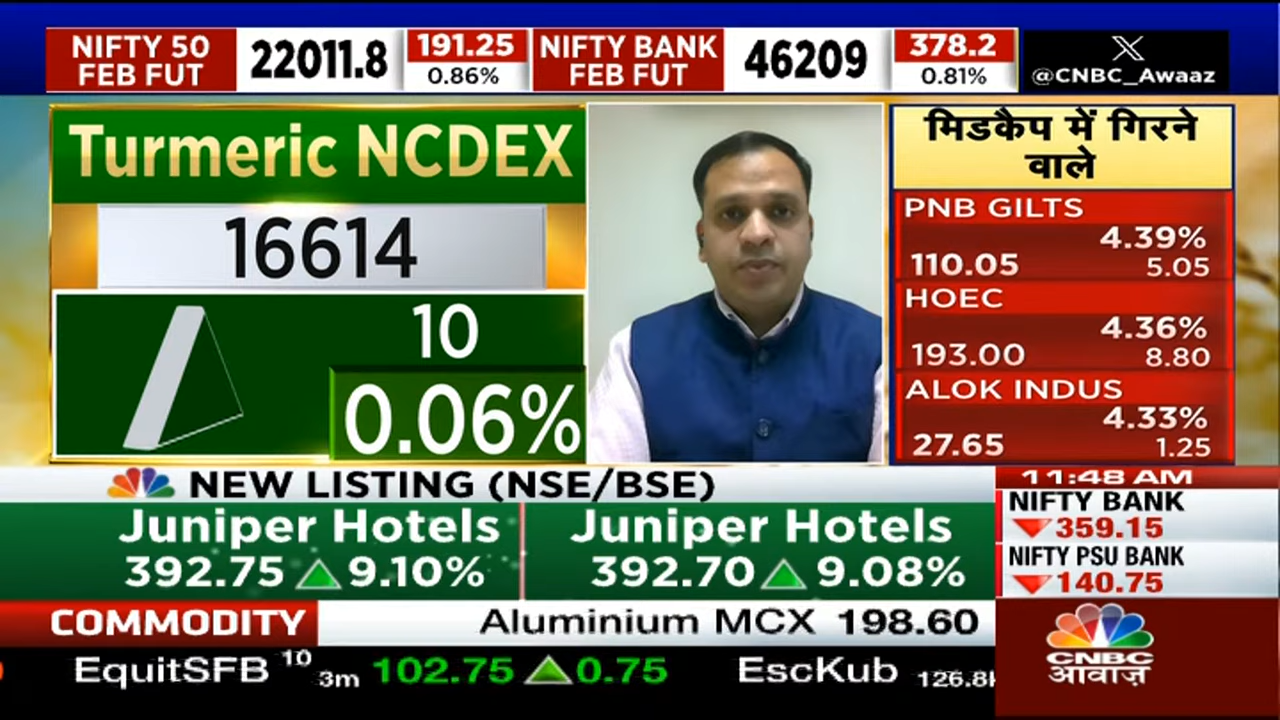 NIFTY 50
FEB FUT
22011.8
191.25
0.86%
NIFTY BANK
FEB FUT
46209
378.2
0.81%
X
@CNBC_Awaaz
Turmeric NCDEX
16614
10
0.06%
मिडकैप में गिरने
वाले
PNB GILTS
4.39%
110.05 5.05
HOEC
4.36%
193.00 8.80
ALOK INDUS
4.33%
27.65 1.25
NEW LISTING (NSE/BSE)
Juniper Hotels
392.75 ▲ 9.10%
Juniper Hotels
392.70 ▲ 9.08%
11:48 AM
NIFTY BANK
▼ 359.15
NIFTY PSU BANK
▼ 140.75
COMMODITY
Aluminium MCX 198.60
EquitSFB 10 3m 102.75 ▲ 0.75 EscKub
CNBC
आवाज़